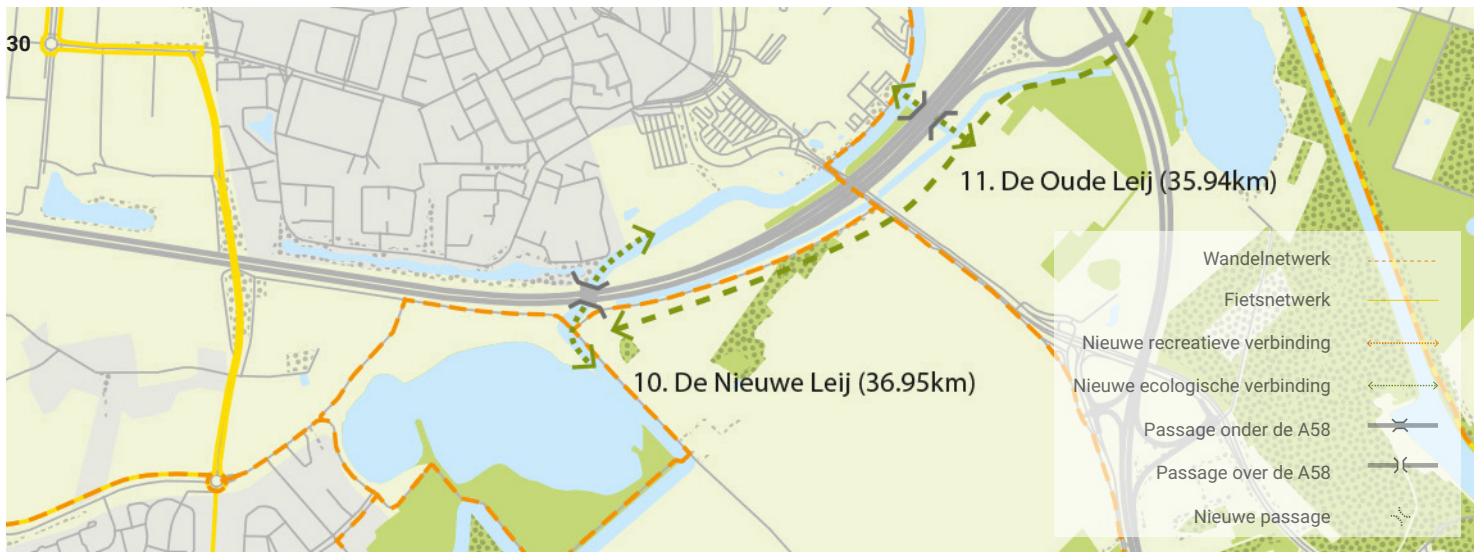 30
11. De Oude Leij (35.94km)
10. De Nieuwe Leij (36.95km)
Wandelnetwerk
Fietsnetwerk
Nieuwe recreatieve verbinding
Nieuwe ecologische verbinding
Passage onder de A58
Passage over de A58
Nieuwe passage